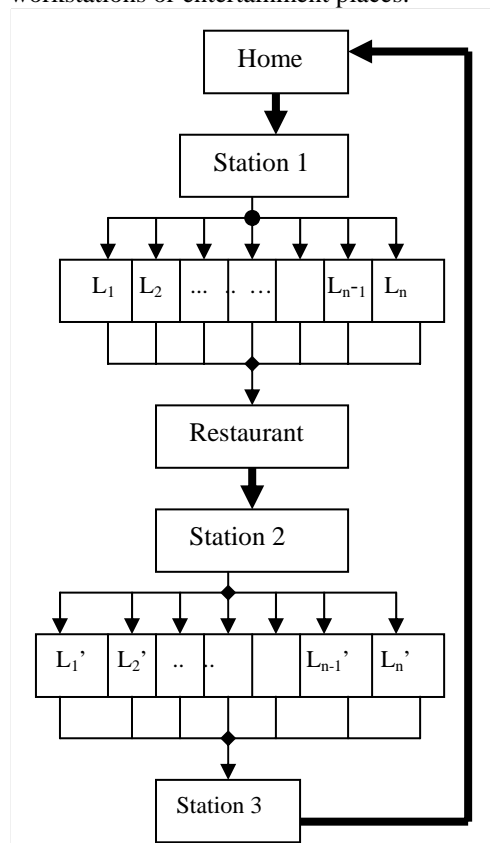 workstations or entertainment places.
Home
Station 1
L₁ L₂ ... .. ... Lₙ₋₁ Lₙ
Restaurant
Station 2
L₁’ L₂’ .. .. Lₙ₋₁’ Lₙ’
Station 3